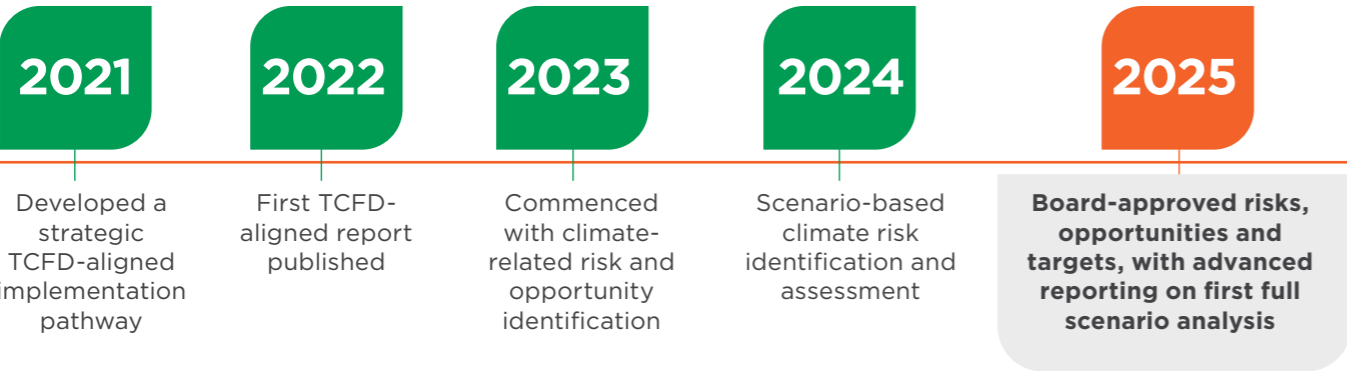 2021
Developed a
strategic
TCFD-aligned
implementation
pathway
2022
First TCFD-
aligned report
published
2023
Commenced
with climate-
related risk and
opportunity
identification
2024
Scenario-based
climate risk
identification and
assessment
2025
Board-approved risks,
opportunities and
targets, with advanced
reporting on first full
scenario analysis